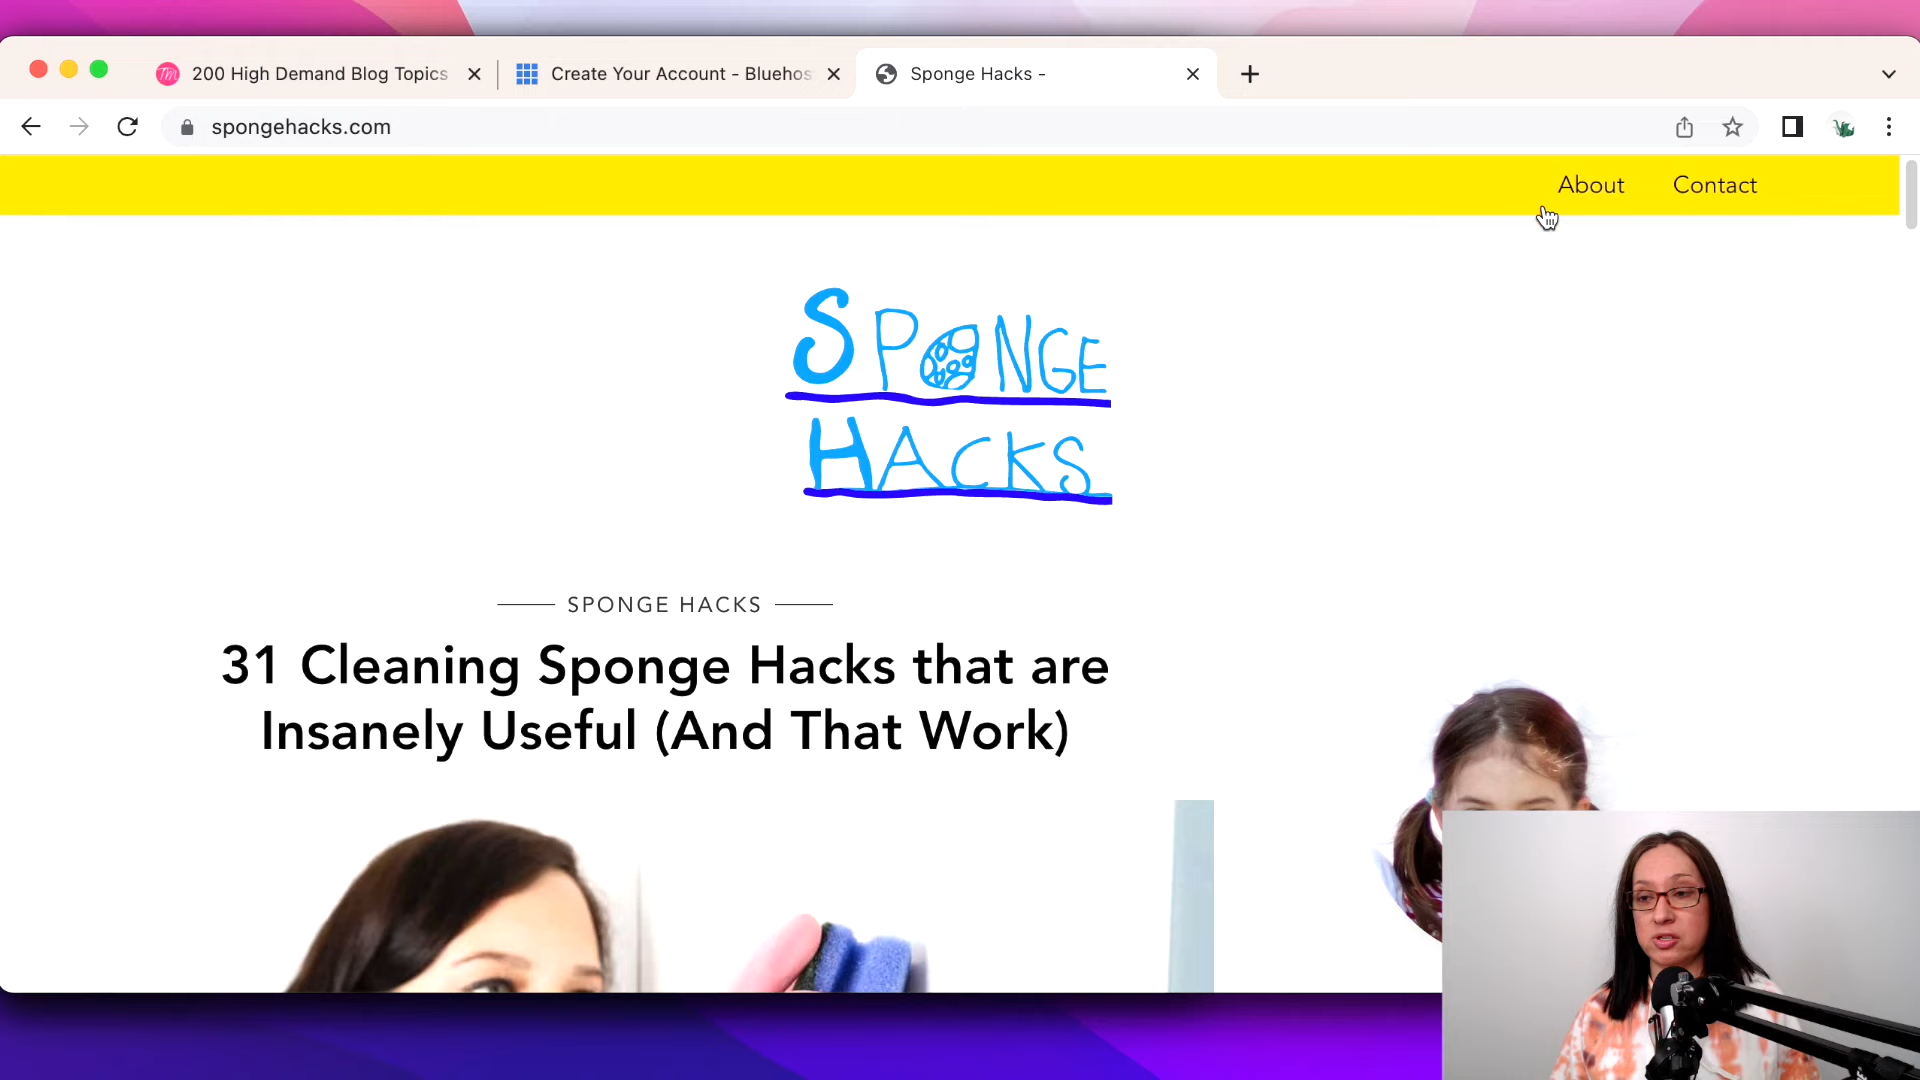 200 High Demand Blog Topics
Create Your Account - Bluehos
Sponge Hacks -
spongehacks.com
About
Contact
SPONGE
HACKS
SPONGE HACKS
31 Cleaning Sponge Hacks that are
Insanely Useful (And That Work)